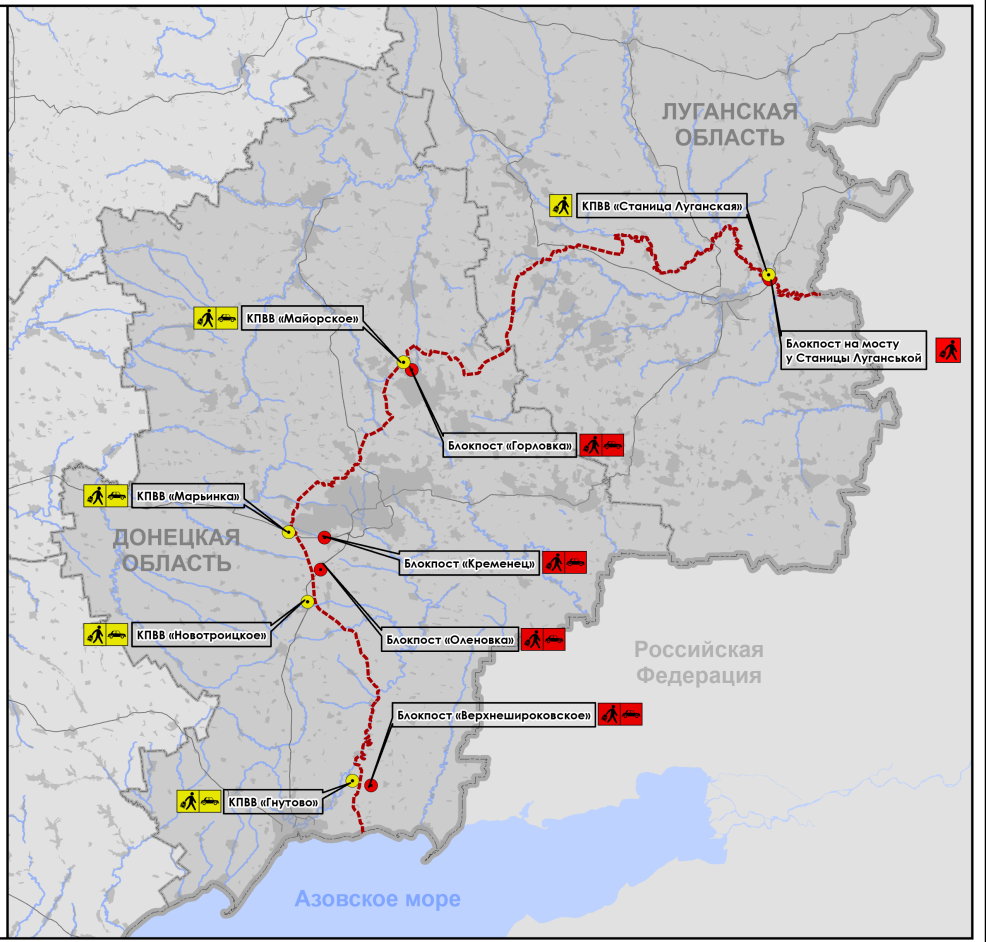 ЛУГАНСКАЯ
ОБЛАСТЬ
КПВВ «Станица Луганская»
КПВВ «Майорское»
Блокпост на мосту
у Станицы Луганськой
Блокпост «Горловка»
КПВВ «Марьинка»
ДОНЕЦКАЯ
ОБЛАСТЬ
Блокпост «Кременец»
КПВВ «Новотроицкое»
Блокпост «Оленовка»
Российская
Федерация
Блокпост «Верхнешироковское»
КПВВ «Гнутово»
Азовское море